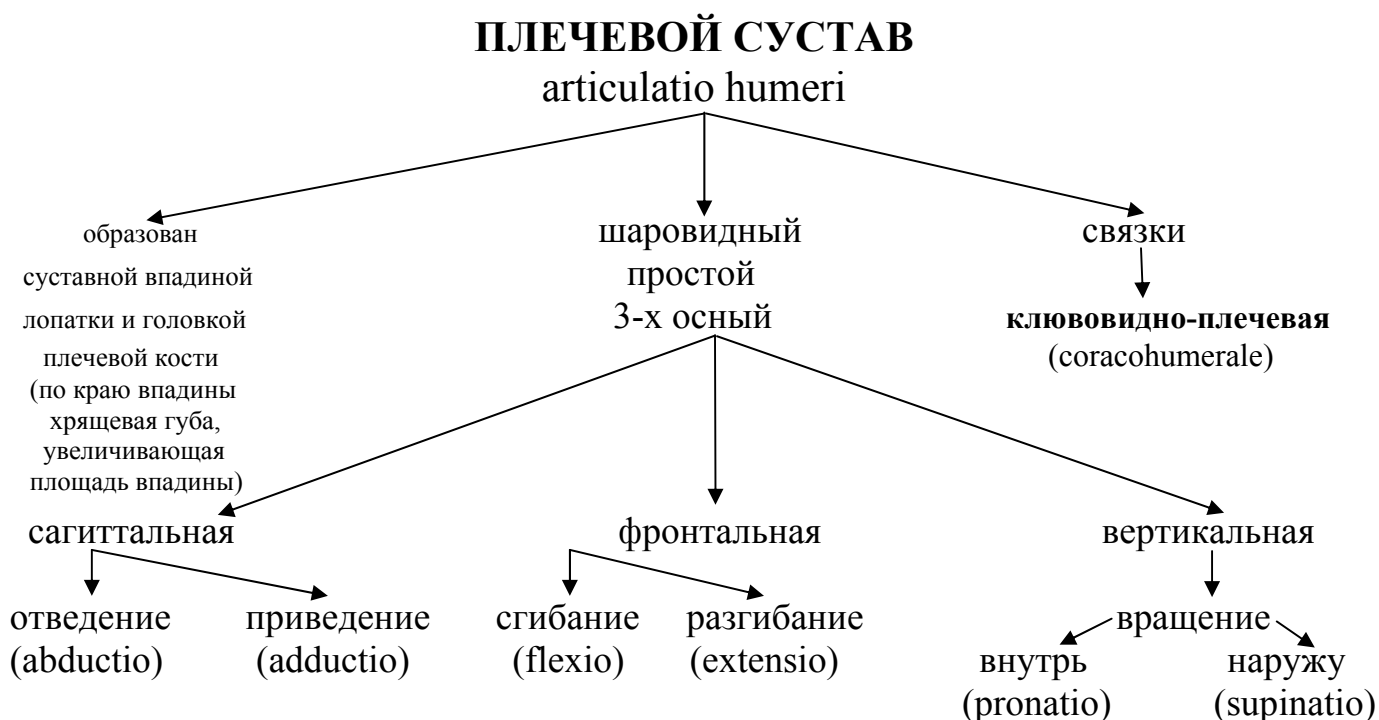 ПЛЕЧЕВОЙ СУСТАВ
articulatio humeri
образован
суставной впадиной
лопатки и головкой
плечевой кости
(по краю впадины
хрящевая губа,
увеличивающая
площадь впадины)
шаровидный
простой
3-х осный
связки
клювовидно-плечевая
(coracohumerale)
сагиттальная
фронтальная
вертикальная
отведение
(abductio)
приведение
(adductio)
сгибание
(flexio)
разгибание
(extensio)
вращение
внутрь
(pronatio)
наружу
(supinatio)